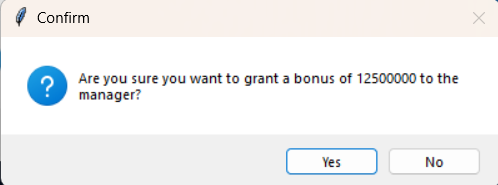 Confirm
Are you sure you want to grant a bonus of 12500000 to the
manager?
Yes
No